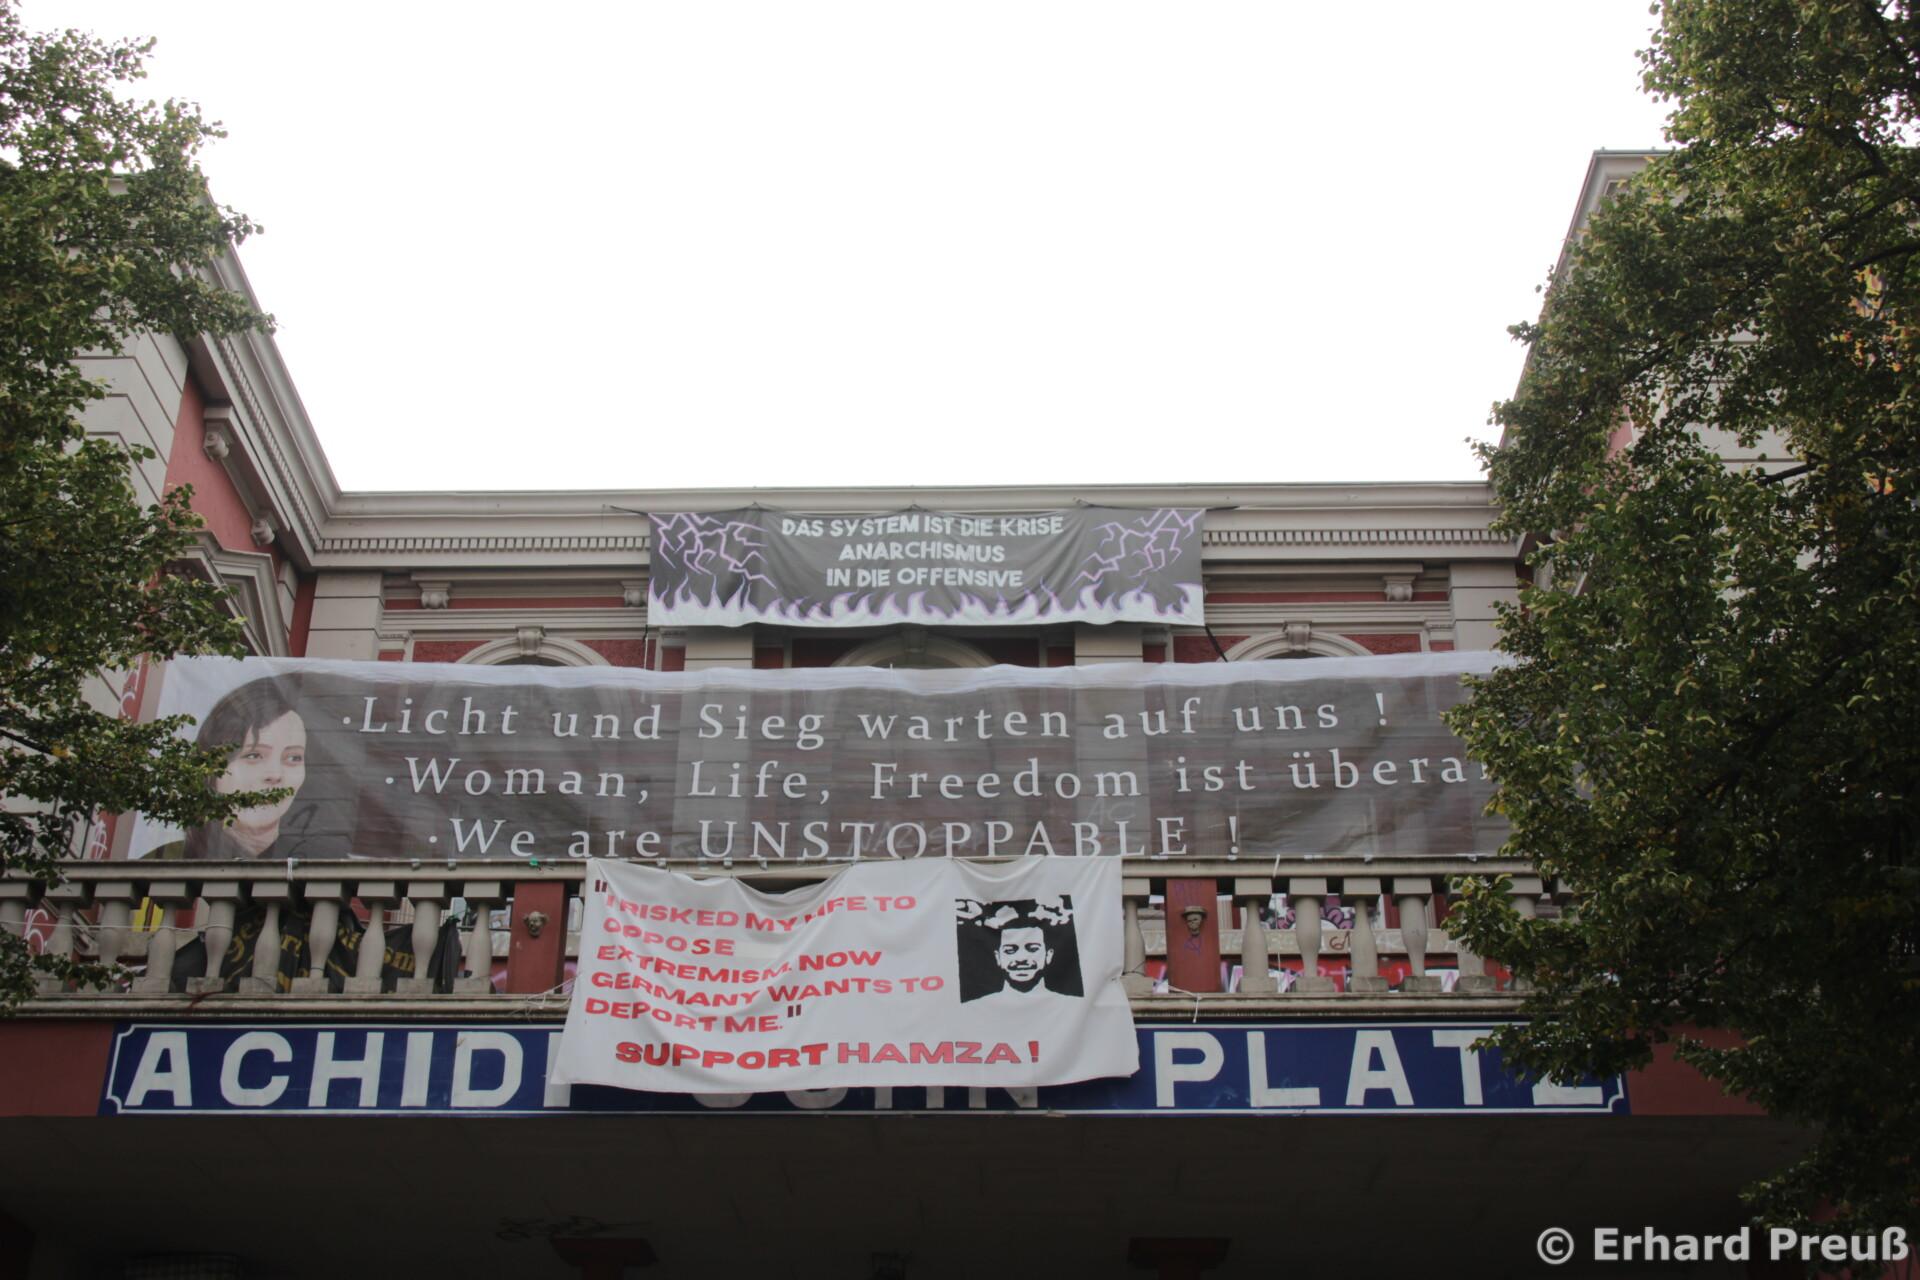 DAS SYSTEM IST DIE KRISE
ANARCHISMUS
IN DIE OFFENSIVE
·Licht und Sieg warten auf uns !
·Woman, Life, Freedom ist
·We are UNSTOPPABLE !
"I RISKED MY LIFE TO
OPPOSE
EXTREMISM. NOW
GERMANY WANTS TO
DEPORT ME."
SUPPORT HAMZA!
PLATZ
© Erhard Preuß